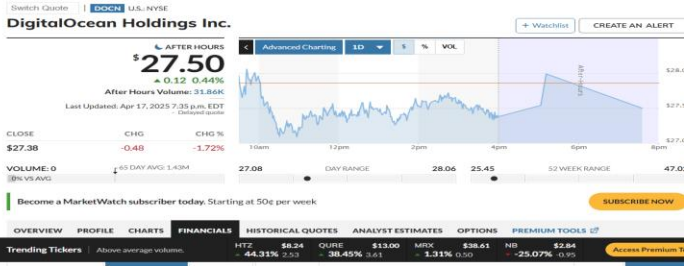 Switch Quote | DOCN U.S.: NYSE
DigitalOcean Holdings Inc.
+ Watchlist
CREATE AN ALERT
AFTER HOURS
$27.50
0.12 0.44%
After Hours Volume: 31.86K
Last Updated: Apr 17, 2025 7:35 p.m. EDT
Delayed quote
Advanced Charting 1D $ % VOL
After-hours
10am 12pm 2pm 4pm 6pm 8pm
CLOSE CHG CHG %
$27.38 -0.48 -1.72%
VOLUME: 0 65 DAY AVG: 1.43M
0% VS AVG
27.08 DAY RANGE 28.06
25.45 52 WEEK RANGE
Become a MarketWatch subscriber today. Starting at 50¢ per week
SUBSCRIBE NOW
OVERVIEW PROFILE CHARTS FINANCIALS HISTORICAL QUOTES ANALYST ESTIMATES OPTIONS PREMIUM TOOLS
Trending Tickers | Above average volume.
HTZ $8.24
44.31% 2.53
QURE $13.00
38.45% 3.61
MRX $38.61
1.31% 0.50
NB $2.84
-25.07% -0.95
Access Premium